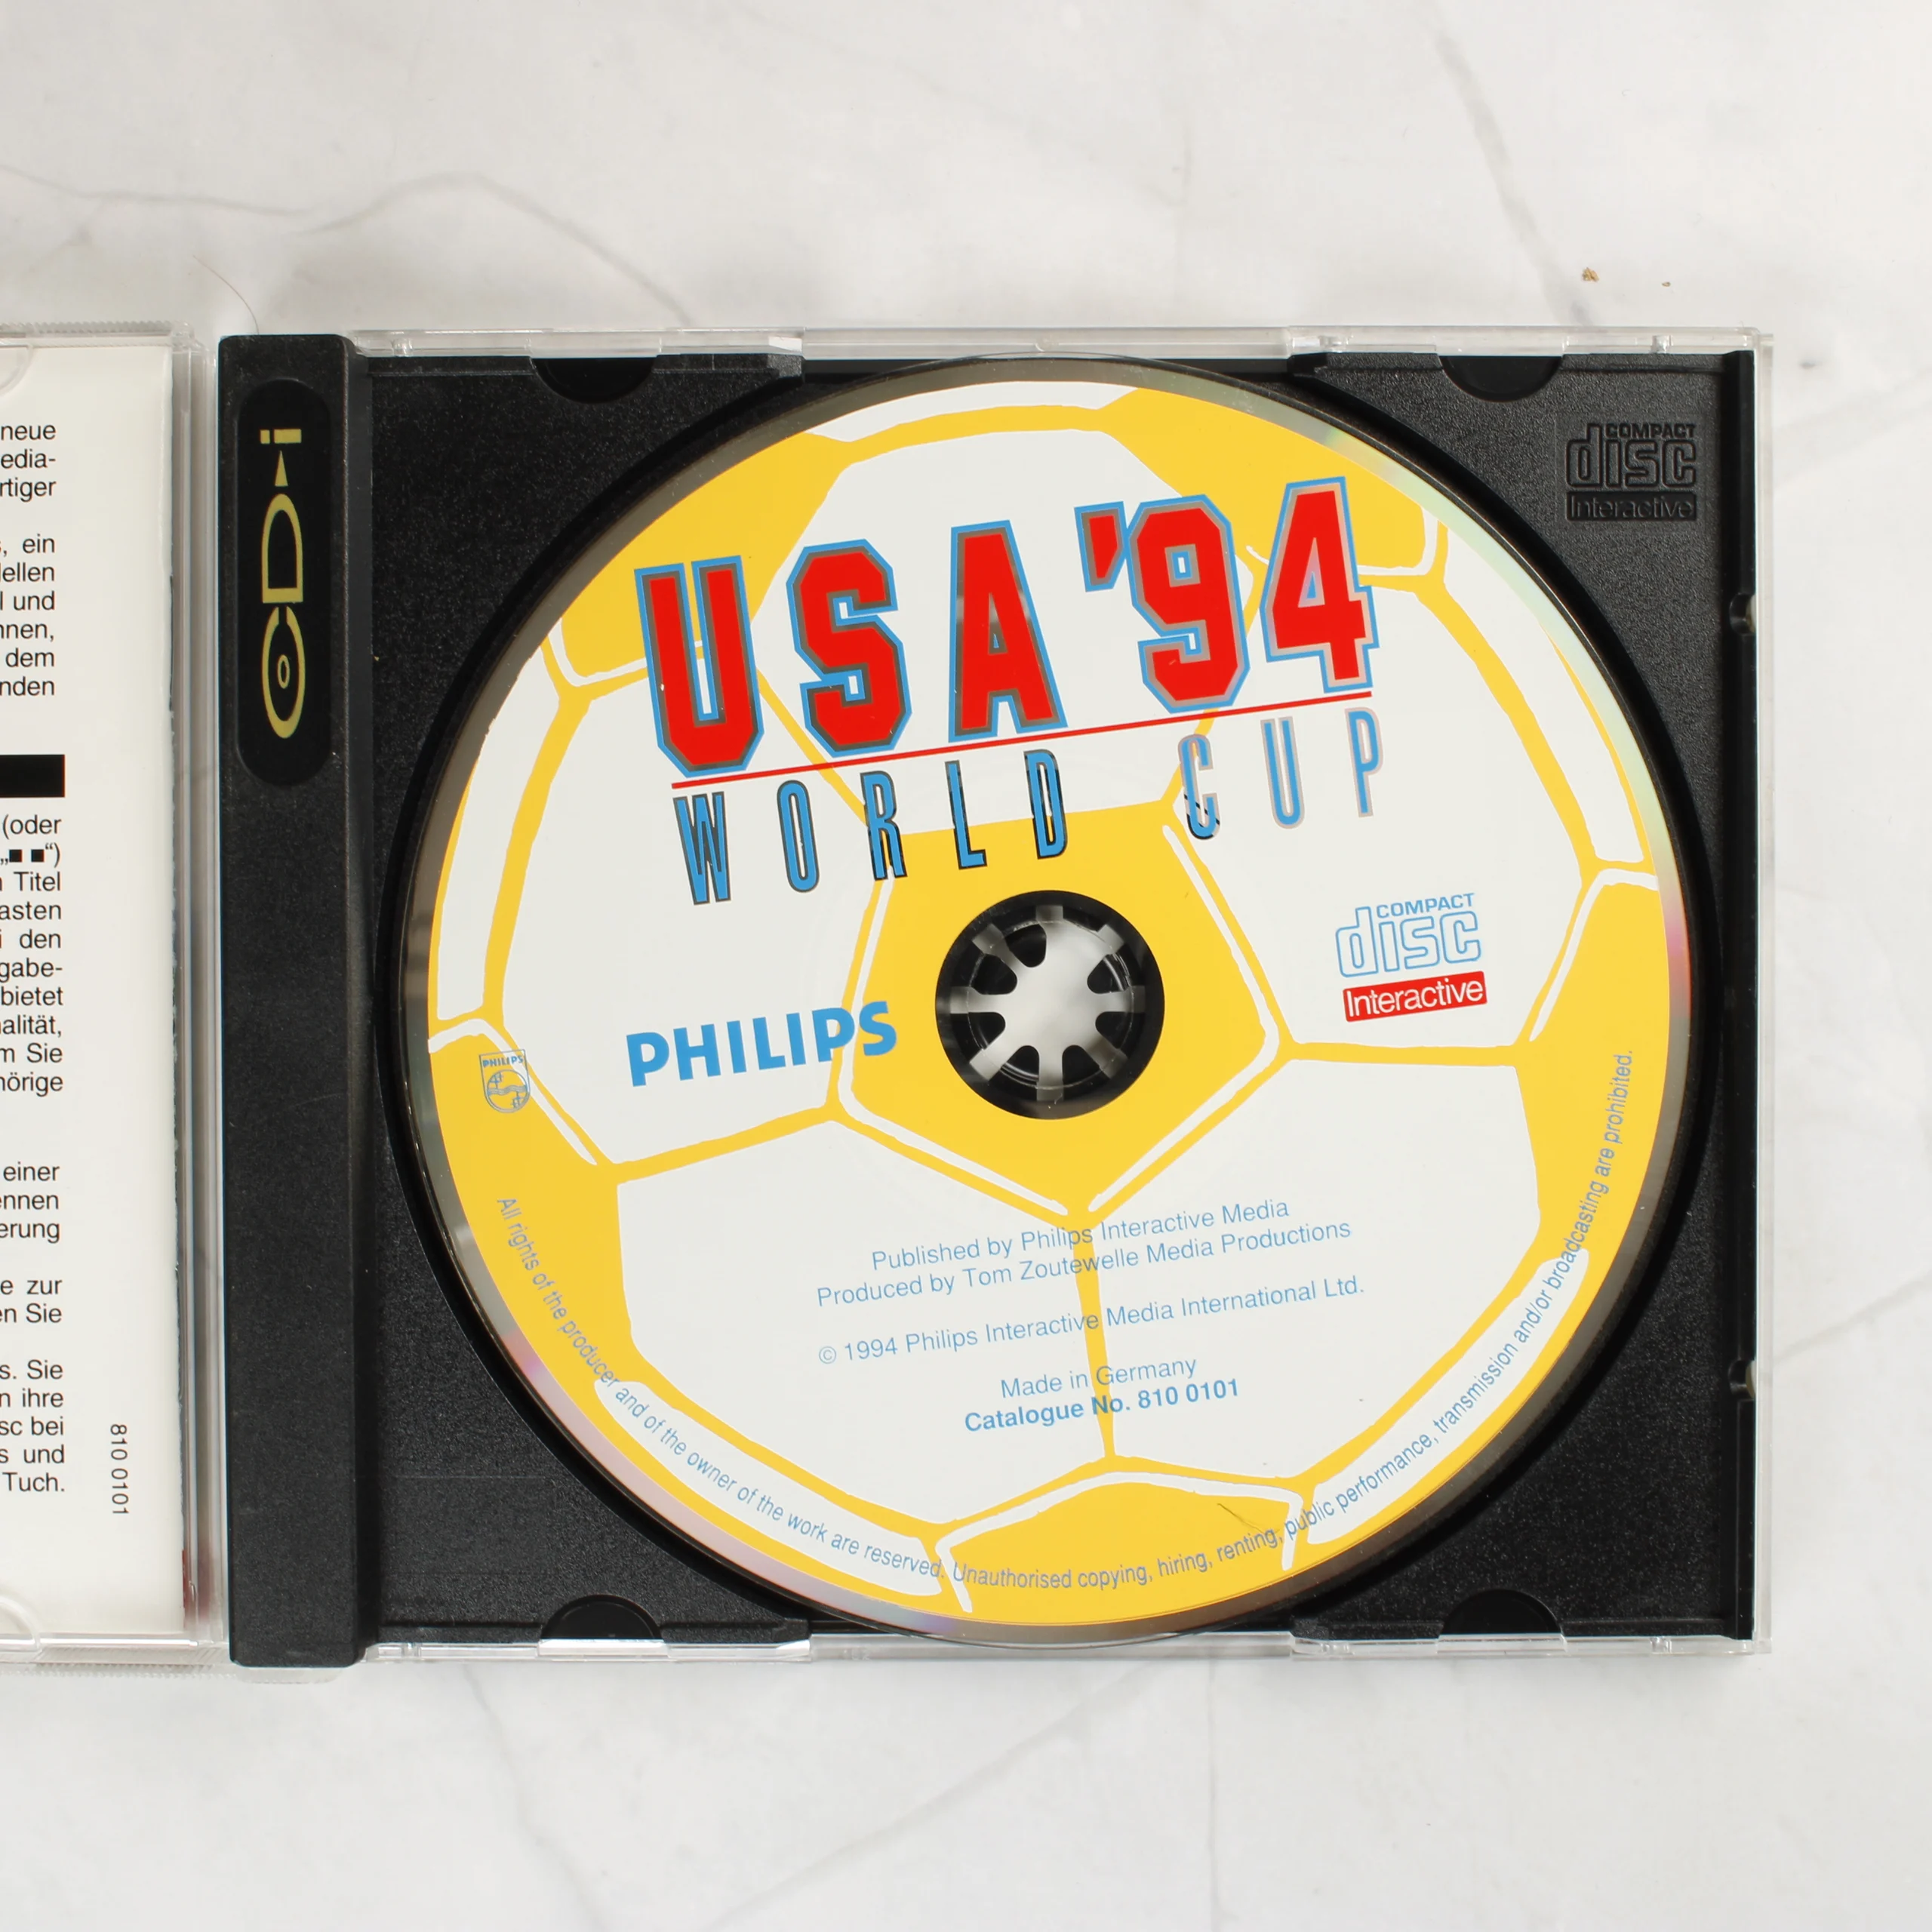 neue
edia-
rtiger
ein
ellen
l und
nnen,
dem
nden
(oder
„■ ■“)
Titel
asten
i den
gabe-
bietet
alität,
m Sie
hörige
einer
ennen
erung
e zur
en Sie
s. Sie
n ihre
sc bei
s und
Tuch.
810 0101
CD-i
COMPACT
disc
Interactive
USA '94
WORLD CUP
COMPACT
disc
Interactive
PHILIPS
PHILIPS
Published by Philips Interactive Media
Produced by Tom Zoutewelle Media Productions
© 1994 Philips Interactive Media International Ltd.
Made in Germany
Catalogue No. 810 0101
All rights of the producer and of the owner of the work are reserved. Unauthorised copying, hiring, renting, public performance, transmission and/or broadcasting are prohibited.